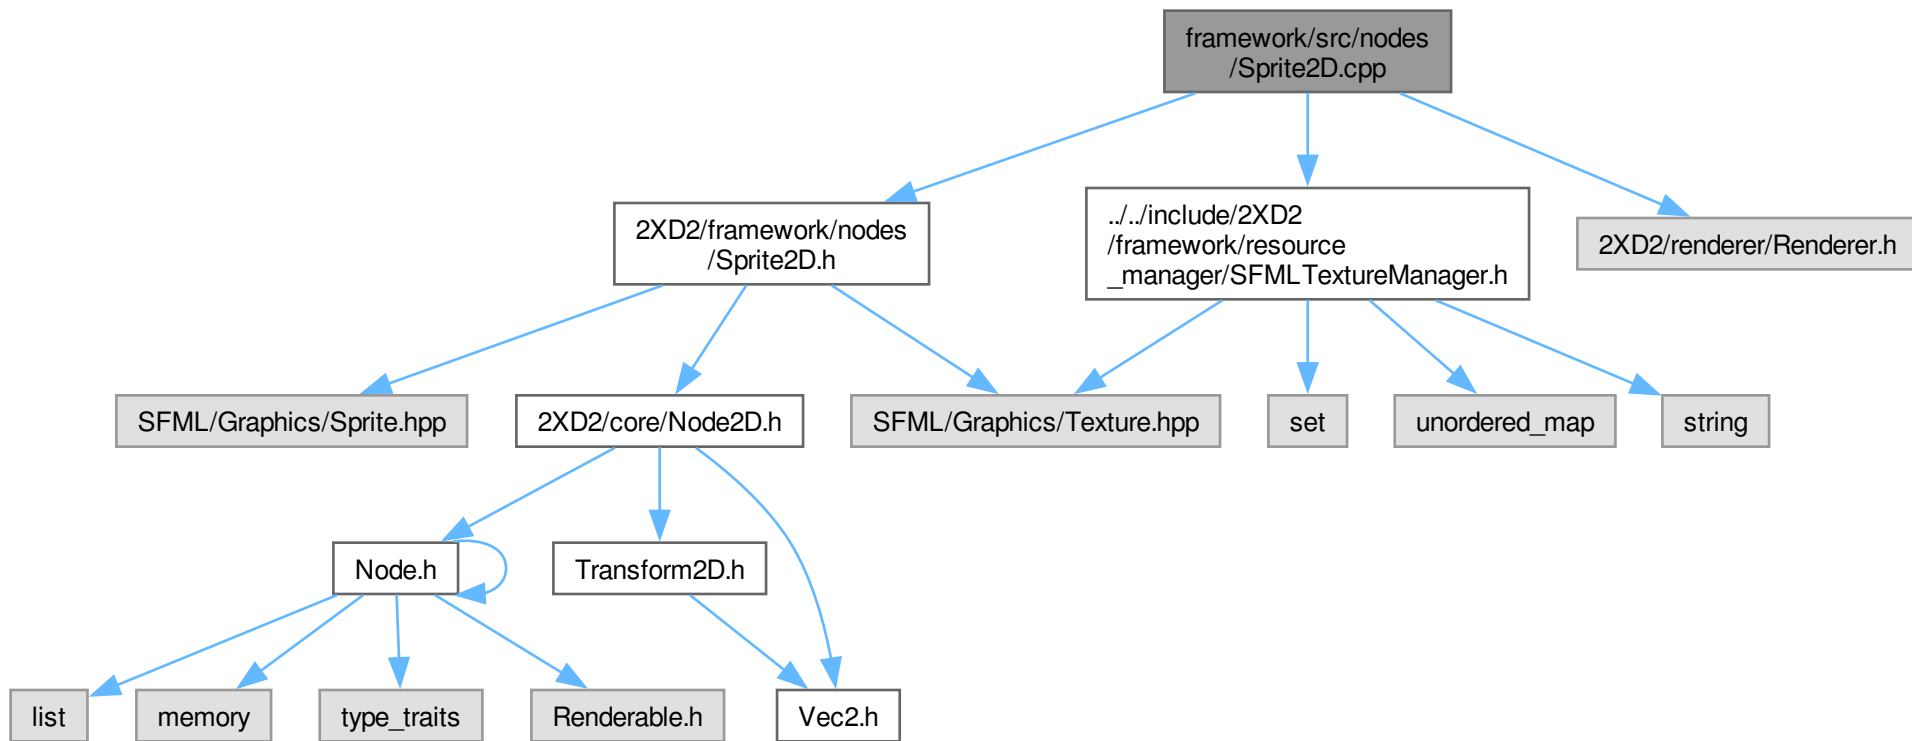 framework/src/nodes
/Sprite2D.cpp
2XD2/framework/nodes
/Sprite2D.h
../../include/2XD2
/framework/resource
_manager/SFMLTextureManager.h
2XD2/renderer/Renderer.h
SFML/Graphics/Sprite.hpp
2XD2/core/Node2D.h
SFML/Graphics/Texture.hpp
set
unordered_map
string
Node.h
Transform2D.h
list
memory
type_traits
Renderable.h
Vec2.h